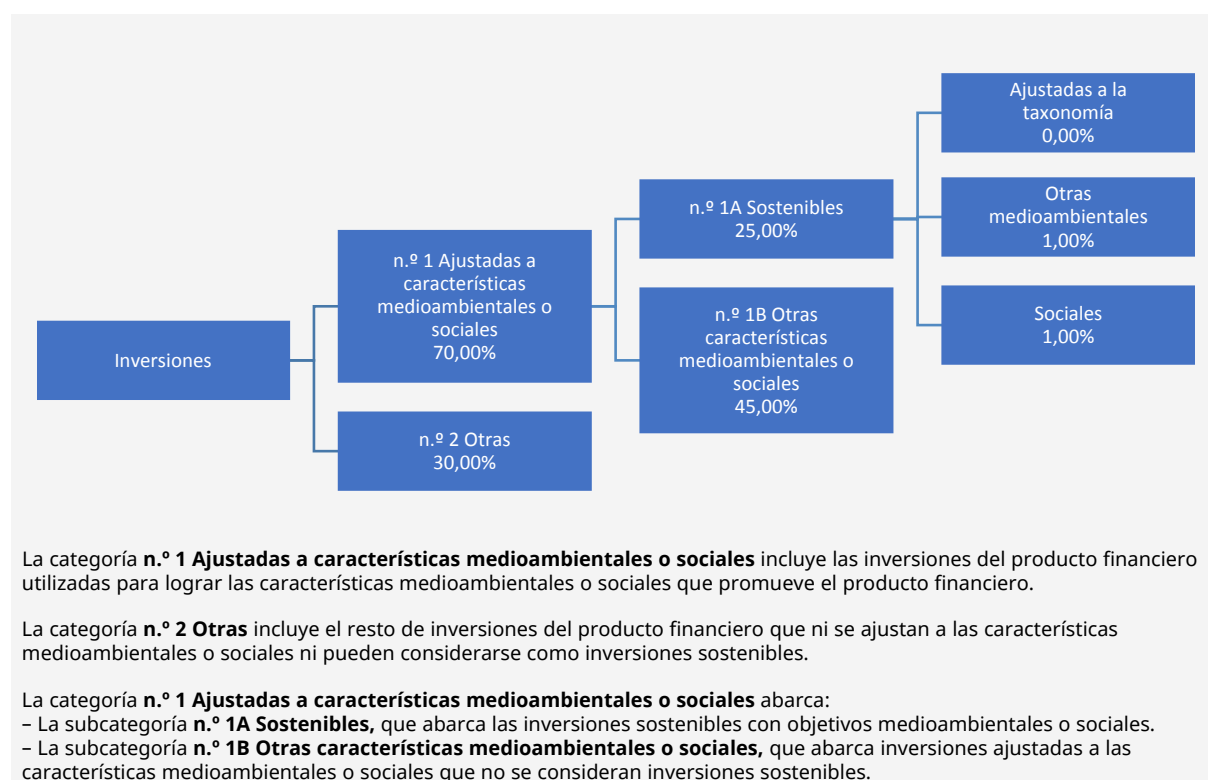 Inversiones
n.º 1 Ajustadas a
características
medioambientales o
sociales
70,00%
n.º 2 Otras
30,00%
n.º 1A Sostenibles
25,00%
n.º 1B Otras
características
medioambientales o
sociales
45,00%
Ajustadas a la
taxonomía
0,00%
Otras
medioambientales
1,00%
Sociales
1,00%
La categoría n.º 1 Ajustadas a características medioambientales o sociales incluye las inversiones del producto financiero
utilizadas para lograr las características medioambientales o sociales que promueve el producto financiero.
La categoría n.º 2 Otras incluye el resto de inversiones del producto financiero que ni se ajustan a las características
medioambientales o sociales ni pueden considerarse como inversiones sostenibles.
La categoría n.º 1 Ajustadas a características medioambientales o sociales abarca:
– La subcategoría n.º 1A Sostenibles, que abarca las inversiones sostenibles con objetivos medioambientales o sociales.
– La subcategoría n.º 1B Otras características medioambientales o sociales, que abarca inversiones ajustadas a las
características medioambientales o sociales que no se consideran inversiones sostenibles.